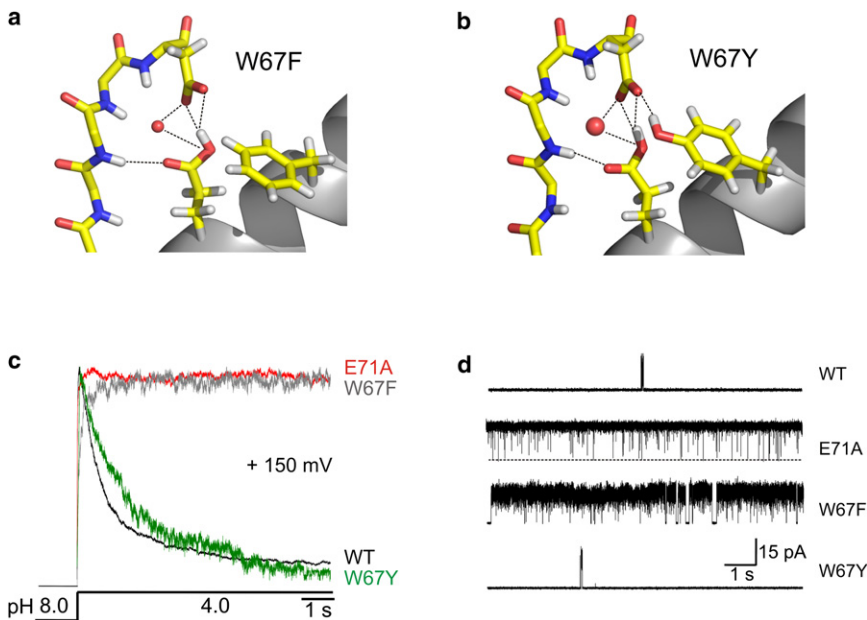 a
W67F
b
W67Y
c
E71A
W67F
+ 150 mV
WT
W67Y
pH 8.0 4.0 1 s
d
WT
E71A
W67F
15 pA
1 s
W67Y